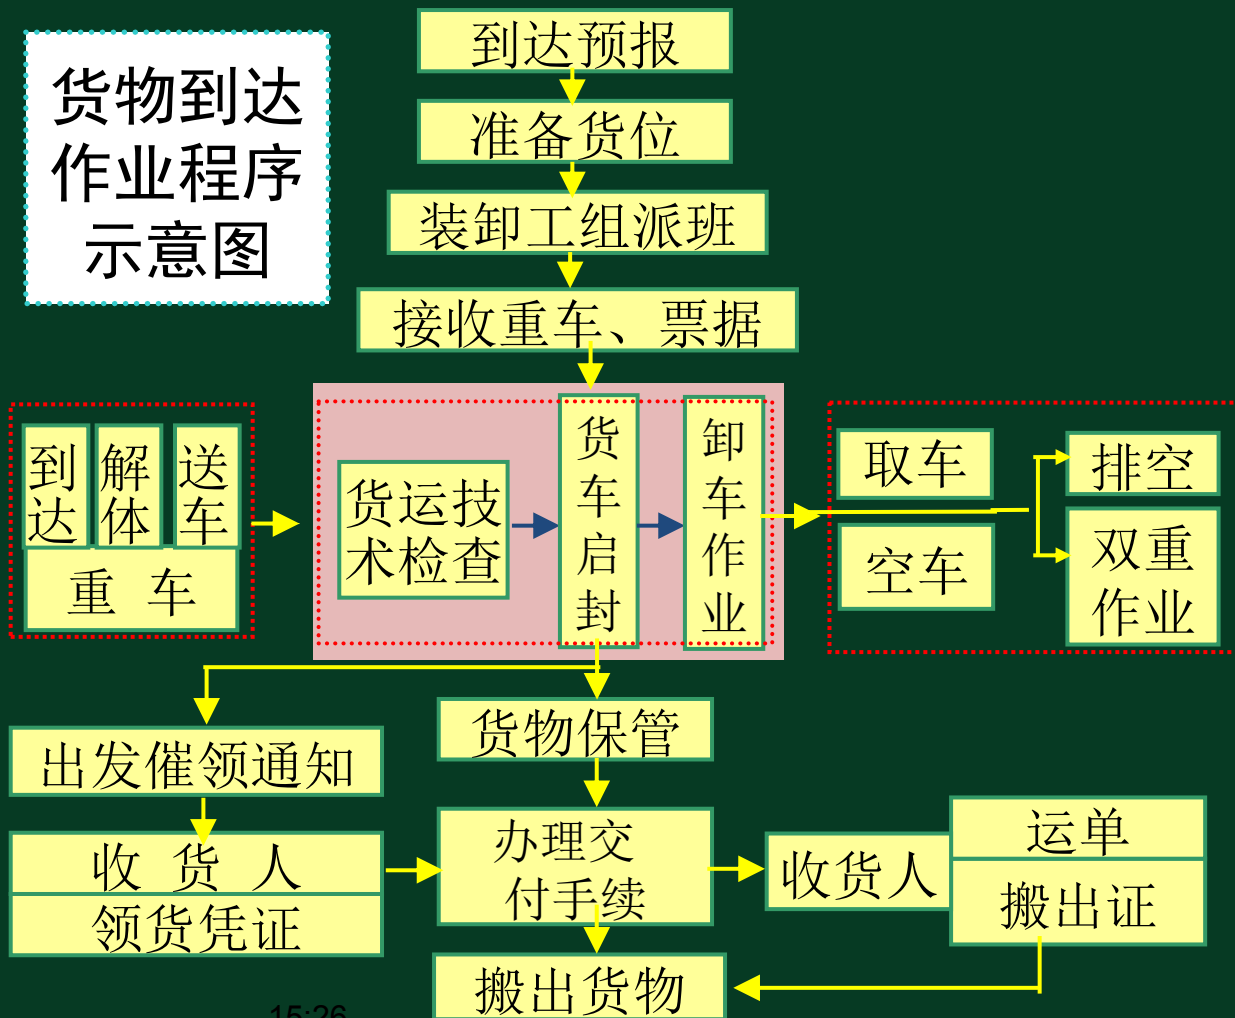 货物到达
作业程序
示意图
到达预报
准备货位
装卸工组派班
接收重车、票据
到达
解体
送车
重 车
货运技
术检查
货车启封
卸车作业
取车
空车
排空
双重
作业
出发催领通知
收 货 人
领货凭证
货物保管
办理交
付手续
收货人
运单
搬出证
搬出货物
15:26